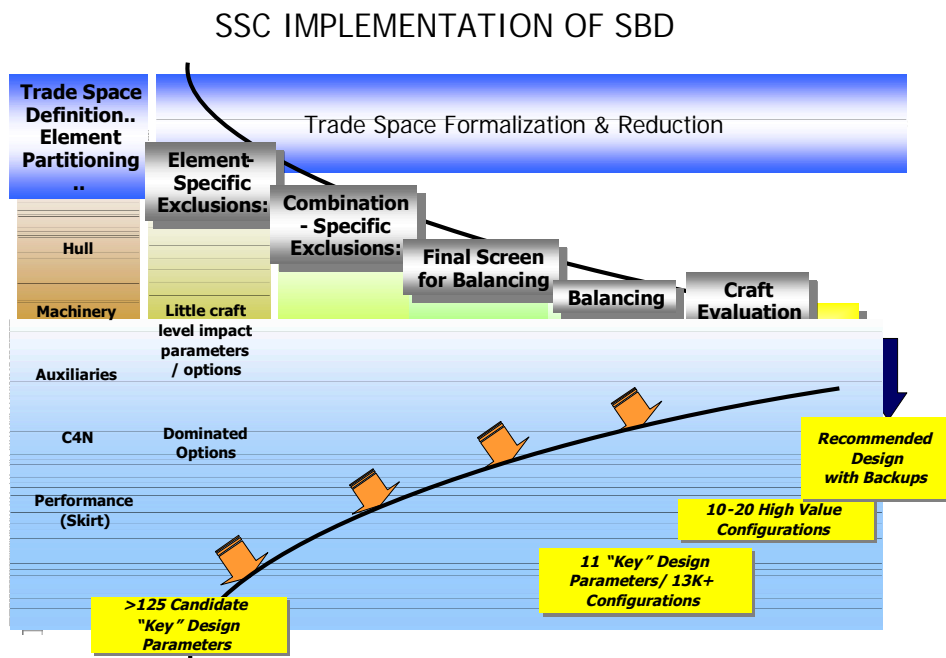 SSC IMPLEMENTATION OF SBD
Trade Space
Definition..
Element
Partitioning
..
Trade Space Formalization & Reduction
Element-
Specific
Exclusions:
Combination
- Specific
Exclusions:
Final Screen
for Balancing
Balancing
Craft
Evaluation
Hull
Machinery
Auxiliaries
C4N
Performance
(Skirt)
Little craft
level impact
parameters
/ options
Dominated
Options
>125 Candidate
“Key” Design
Parameters
11 “Key” Design
Parameters/ 13K+
Configurations
10-20 High Value
Configurations
Recommended
Design
with Backups